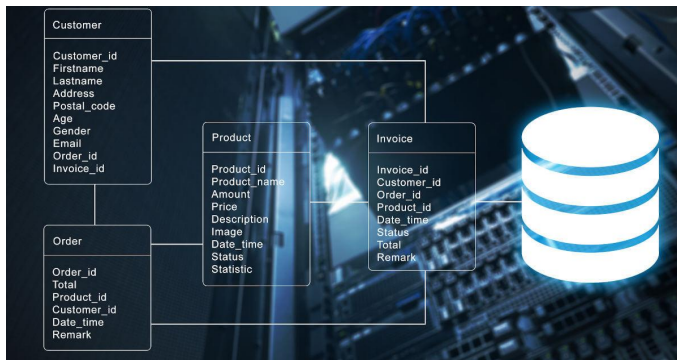 Customer
Customer_id
Firstname
Lastname
Address
Postal_code
Age
Gender
Email
Order_id
Invoice_id
Product
Product_id
Product_name
Amount
Price
Description
Image
Date_time
Status
Statistic
Invoice
Invoice_id
Customer_id
Order_id
Product_id
Date_time
Status
Total
Remark
Order
Order_id
Total
Product_id
Customer_id
Date_time
Remark